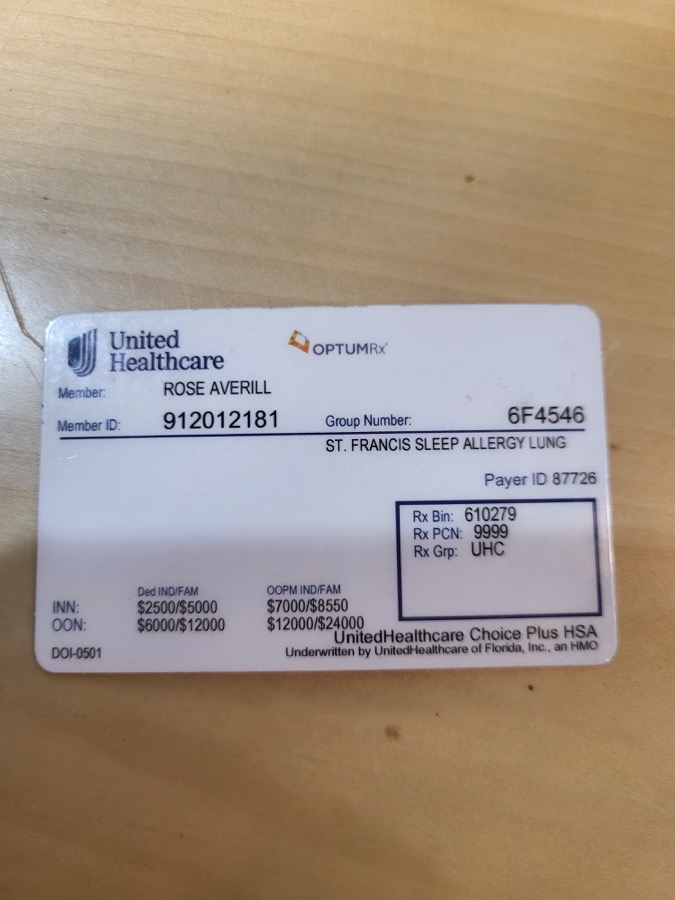 United
Healthcare
OPTUMRx®
Member: ROSE AVERILL
Member ID: 912012181 Group Number: 6F4546
ST. FRANCIS SLEEP ALLERGY LUNG
Payer ID 87726
Rx Bin: 610279
Rx PCN: 9999
Rx Grp: UHC
Ded IND/FAM OOPM IND/FAM
INN: $2500/$5000 $7000/$8550
OON: $6000/$12000 $12000/$24000
UnitedHealthcare Choice Plus HSA
DOI-0501 Underwritten by UnitedHealthcare of Florida, Inc., an HMO